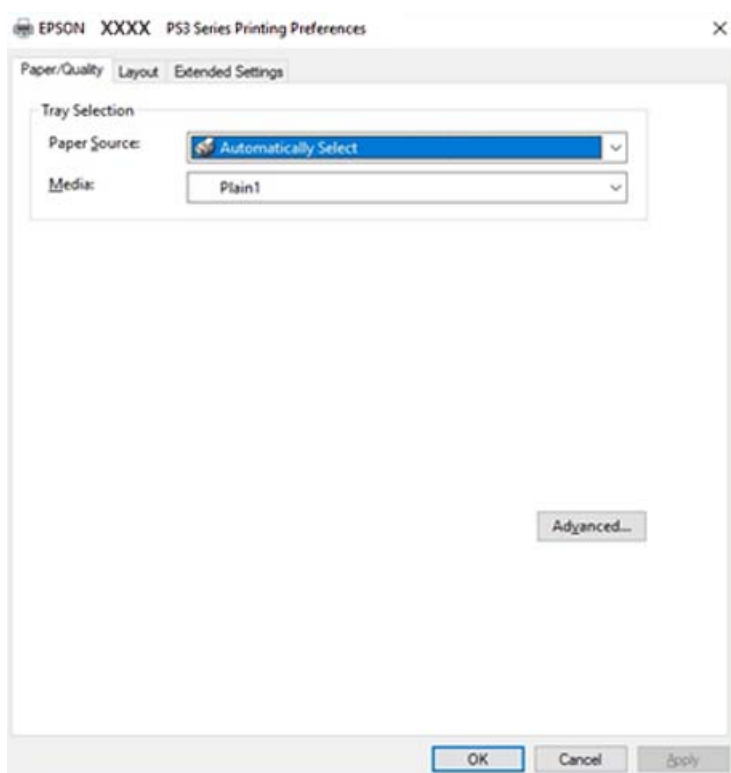 EPSON XXXX PS3 Series Printing Preferences
Paper/Quality Layout Extended Settings
Tray Selection
Paper Source: Automatically Select
Media: Plain1
Advanced...
OK Cancel Apply